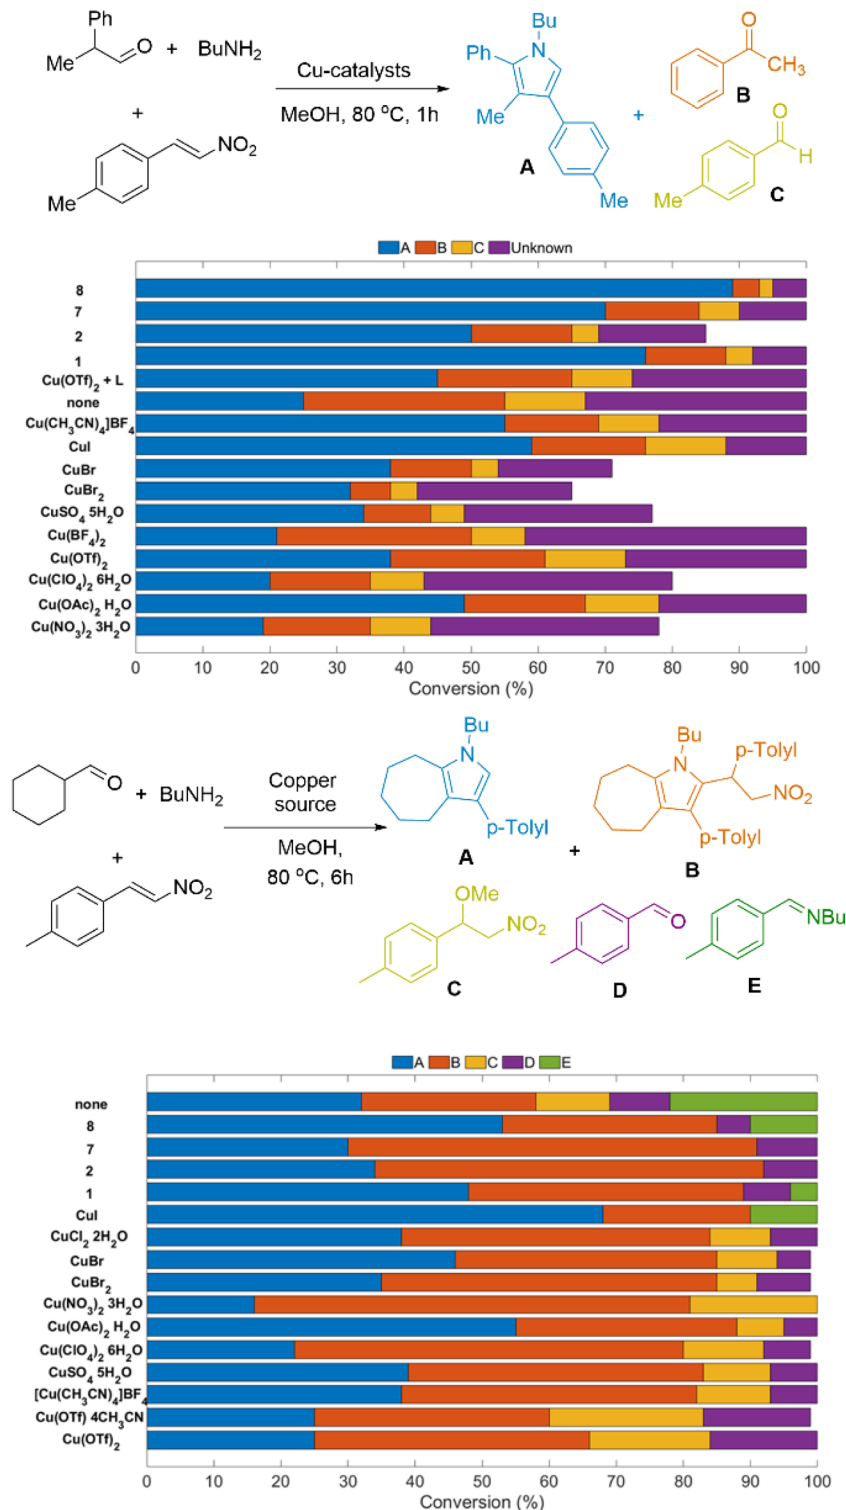 Ph
Me
O
+
BuNH2
+
NO2
Me
Cu-catalysts
MeOH, 80 oC, 1h
Bu
N
Ph
Me
Me
A
+
O
CH3
B
O
H
Me
C
A B C Unknown
8
7
2
1
Cu(OTf)2 + L
none
Cu(CH3CN)4]BF4
CuI
CuBr
CuBr2
CuSO4 5H2O
Cu(BF4)2
Cu(OTf)2
Cu(ClO4)2 6H2O
Cu(OAc)2 H2O
Cu(NO3)2 3H2O
0 10 20 30 40 50 60 70 80 90 100
Conversion (%)
O
+
BuNH2
+
NO2
Copper
source
MeOH,
80 oC, 6h
Bu
N
p-Tolyl
A
+
Bu
N
p-Tolyl
NO2
p-Tolyl
B
OMe
NO2
C
O
D
NBu
E
A B C D E
none
8
7
2
1
CuI
CuCl2 2H2O
CuBr
CuBr2
Cu(NO3)2 3H2O
Cu(OAc)2 H2O
Cu(ClO4)2 6H2O
CuSO4 5H2O
[Cu(CH3CN)4]BF4
Cu(OTf) 4CH3CN
Cu(OTf)2
0 10 20 30 40 50 60 70 80 90 100
Conversion (%)